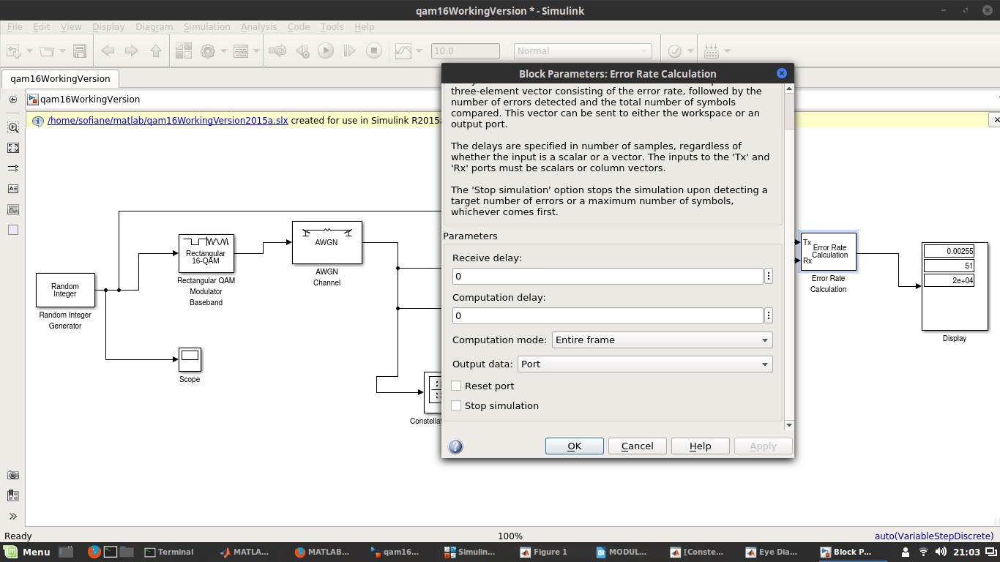 qam16WorkingVersion * - Simulink
File Edit View Display Diagram Simulation Analysis Code Tools Help
10.0
Normal
qam16WorkingVersion
qam16WorkingVersion
/home/sofiane/matlab/qam16WorkingVersion2015a.slx created for use in Simulink R2015a
Random
Integer
Random Integer
Generator
Rectangular
16-QAM
Rectangular QAM
Modulator
Baseband
Scope
AWGN
AWGN
Channel
Block Parameters: Error Rate Calculation
three-element vector consisting of the error rate, followed by the
number of errors detected and the total number of symbols
compared. This vector can be sent to either the workspace or an
output port.
The delays are specified in number of samples, regardless of
whether the input is a scalar or a vector. The inputs to the 'Tx' and
'Rx' ports must be scalars or column vectors.
The 'Stop simulation' option stops the simulation upon detecting a
target number of errors or a maximum number of symbols,
whichever comes first.
Parameters
Receive delay:
0
Computation delay:
0
Computation mode: Entire frame
Output data: Port
Reset port
Stop simulation
OK Cancel Help Apply
Tx
Rx
Error Rate
Calculation
Error Rate
Calculation
0.00255
51
2e+04
Display
Ready 100% auto(VariableStepDiscrete)
Menu Terminal MATLA... MATLAB... qam16... Simulin... Figure 1 MODUL... [Conste... Eye Dia... Block P... 21:03